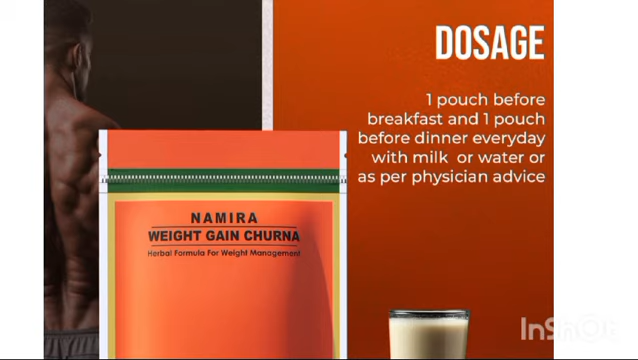 DOSAGE
1 pouch before
breakfast and 1 pouch
before dinner everyday
with milk or water or
as per physician advice
NAMIRA
WEIGHT GAIN CHURNA
Herbal Formula For Weight Management
InShot